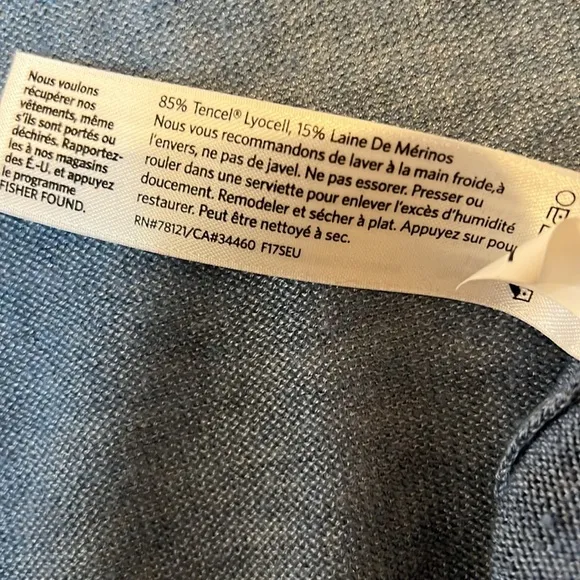 Nous voulons
récupérer nos
vêtements, même
s'ils sont portés ou
déchirés. Rapportez-
les à nos magasins
des É.-U. et appuyez
le programme
FISHER FOUND.
85% Tencel® Lyocell, 15% Laine De Mérinos
Nous vous recommandons de laver à la main froide,à
l'envers, ne pas de javel. Ne pas essorer. Presser ou
rouler dans une serviette pour enlever l'excès d'humidité
doucement. Remodeler et sécher à plat. Appuyez sur pour
restaurer. Peut être nettoyé à sec.
RN#78121/CA#34460 F17SEU